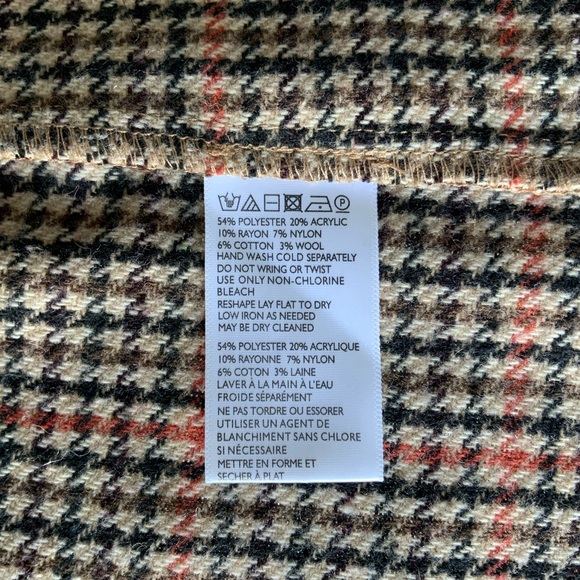 54% POLYESTER 20% ACRYLIC
10% RAYON 7% NYLON
6% COTTON 3% WOOL
HAND WASH COLD SEPARATELY
DO NOT WRING OR TWIST
USE ONLY NON-CHLORINE
BLEACH
RESHAPE LAY FLAT TO DRY
LOW IRON AS NEEDED
MAY BE DRY CLEANED
54% POLYESTER 20% ACRYLIQUE
10% RAYONNE 7% NYLON
6% COTON 3% LAINE
LAVER À LA MAIN À L'EAU
FROIDE SÉPARÉMENT
NE PAS TORDRE OU ESSORER
UTILISER UN AGENT DE
BLANCHIMENT SANS CHLORE
SI NÉCESSAIRE
METTRE EN FORME ET
SECHER À PLAT